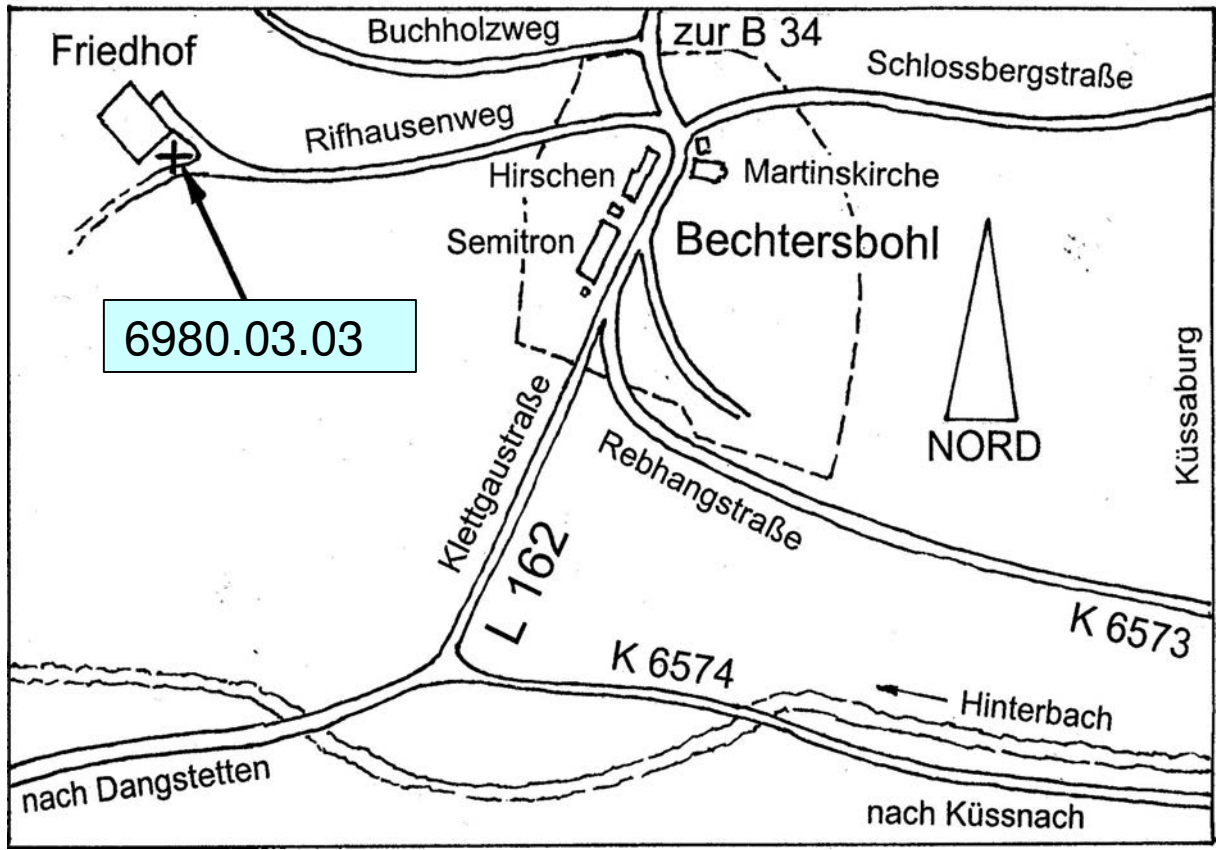 Buchholzweg
zur B 34
Friedhof
Schlossbergstraße
Rifhausenweg
Hirschen
Martinskirche
Semitron
Bechtersbohl
6980.03.03
Klettgaustraße
Küssaburg
NORD
Rebhangstraße
L 162
K 6573
K 6574
Hinterbach
nach Dangstetten
nach Küssnach